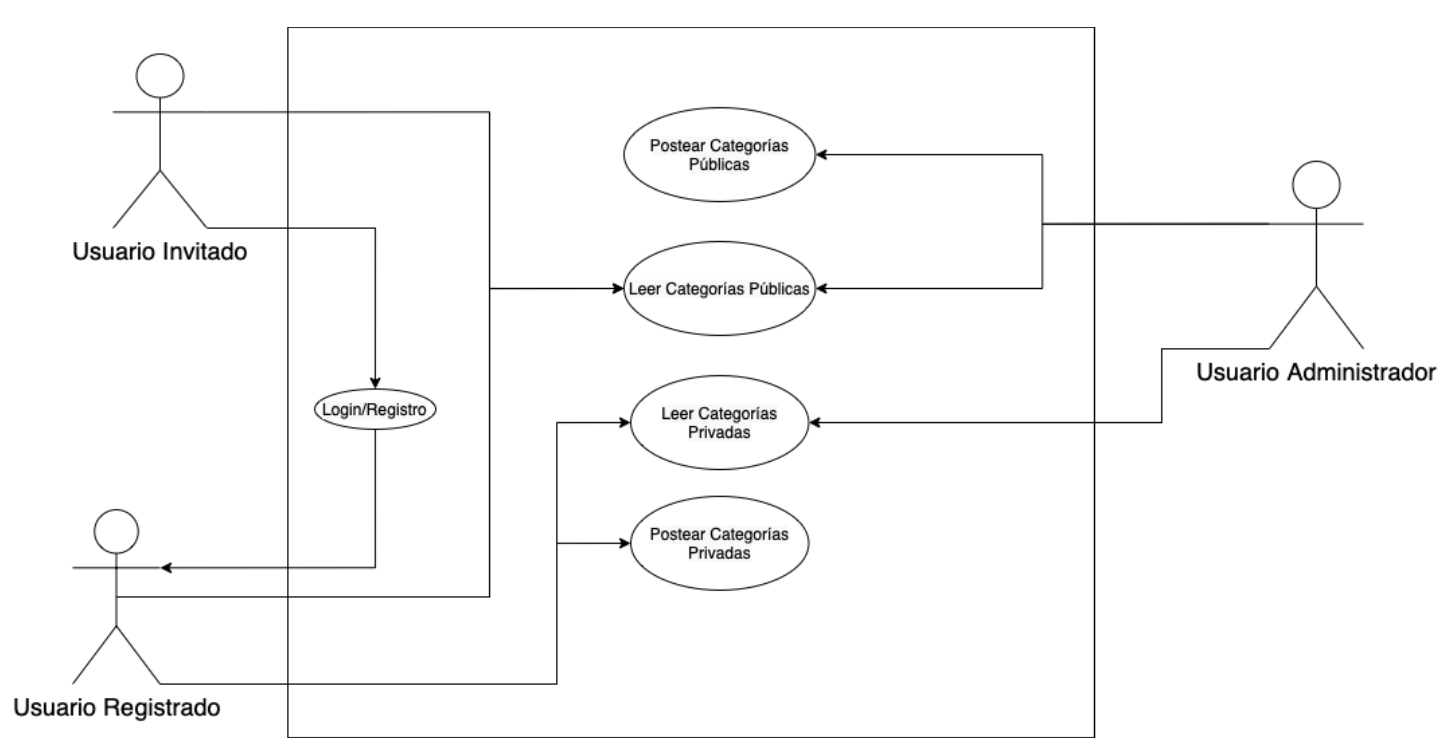 Postear Categorías
Públicas
Usuario Invitado
Leer Categorías Públicas
Usuario Administrador
Login/Registro
Leer Categorías
Privadas
Postear Categorías
Privadas
Usuario Registrado